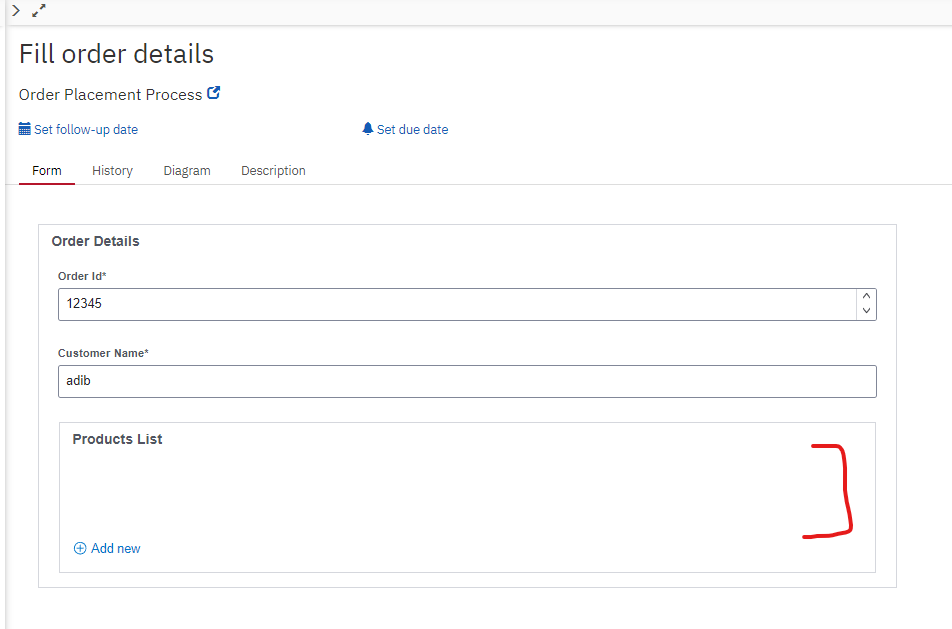 Fill order details
Order Placement Process
Set follow-up date Set due date
Form History Diagram Description
Order Details
Order Id*
12345
Customer Name*
adib
Products List
Add new